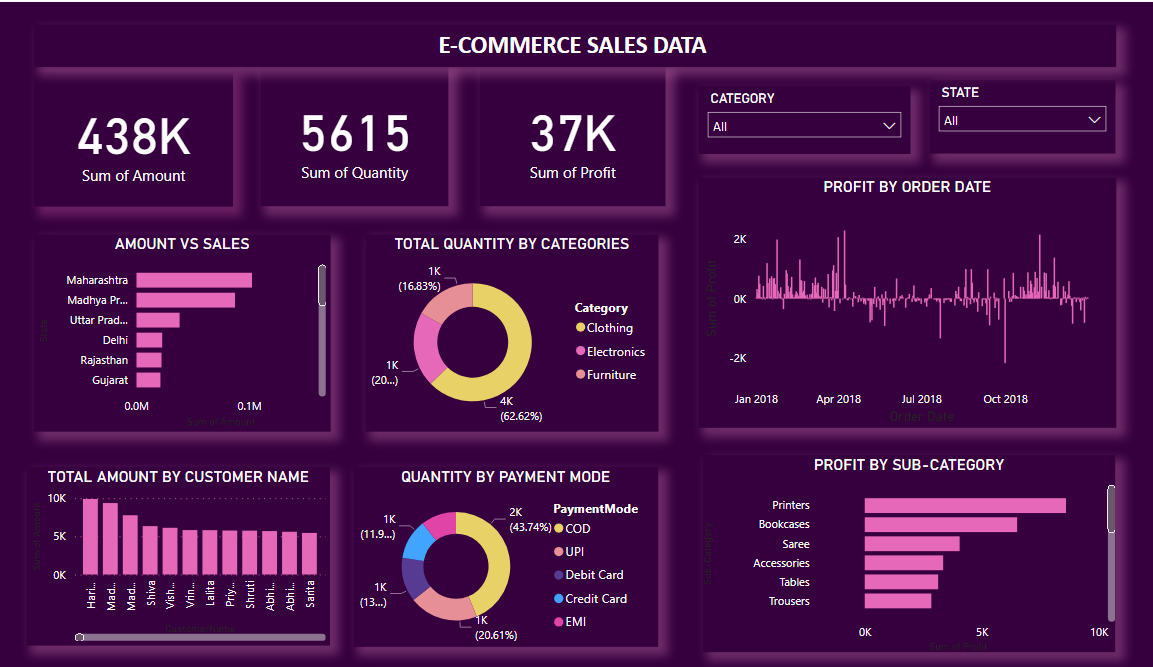 E-COMMERCE SALES DATA
438K
Sum of Amount
5615
Sum of Quantity
37K
Sum of Profit
CATEGORY
All
STATE
All
AMOUNT VS SALES
Maharashtra
Madhya Pr...
Uttar Prad...
Delhi
Rajasthan
Gujarat
State
0.0M 0.1M
Sum of Amount
TOTAL QUANTITY BY CATEGORIES
1K
(16.83%)
1K
(20...)
4K
(62.62%)
Category
Clothing
Electronics
Furniture
PROFIT BY ORDER DATE
2K
0K
-2K
Sum of Profit
Jan 2018 Apr 2018 Jul 2018 Oct 2018
Order Date
TOTAL AMOUNT BY CUSTOMER NAME
10K
5K
0K
Sum of Amount
Hari...
Mad...
Mad...
Shiva
Vish...
Vrin...
Lalita
Priy...
Shruti
Abhi...
Abhi...
Sarita
CustomerName
QUANTITY BY PAYMENT MODE
2K
(43.74%)
1K
(11.9...)
1K
(13...)
1K
(20.61%)
PaymentMode
COD
UPI
Debit Card
Credit Card
EMI
PROFIT BY SUB-CATEGORY
Printers
Bookcases
Saree
Accessories
Tables
Trousers
Sub-Category
0K 5K 10K
Sum of Profit